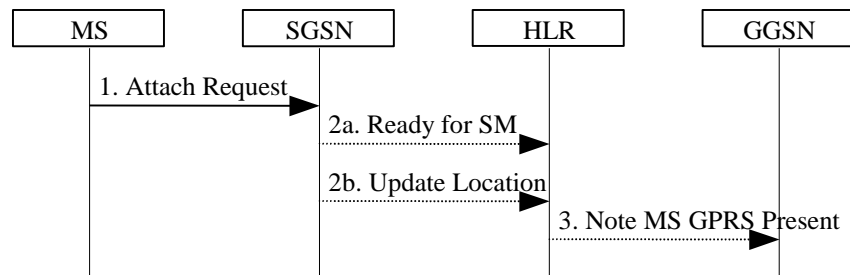 MS
SGSN
HLR
GGSN
1. Attach Request
2a. Ready for SM
2b. Update Location
3. Note MS GPRS Present